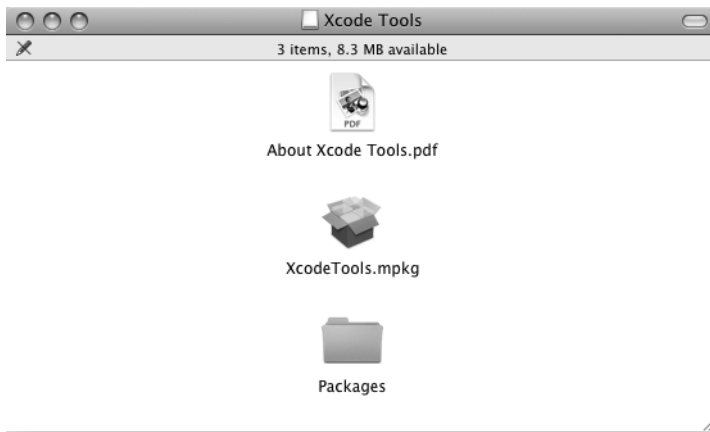 Xcode Tools
3 items, 8.3 MB available
PDF
About Xcode Tools.pdf
XcodeTools.mpkg
Packages